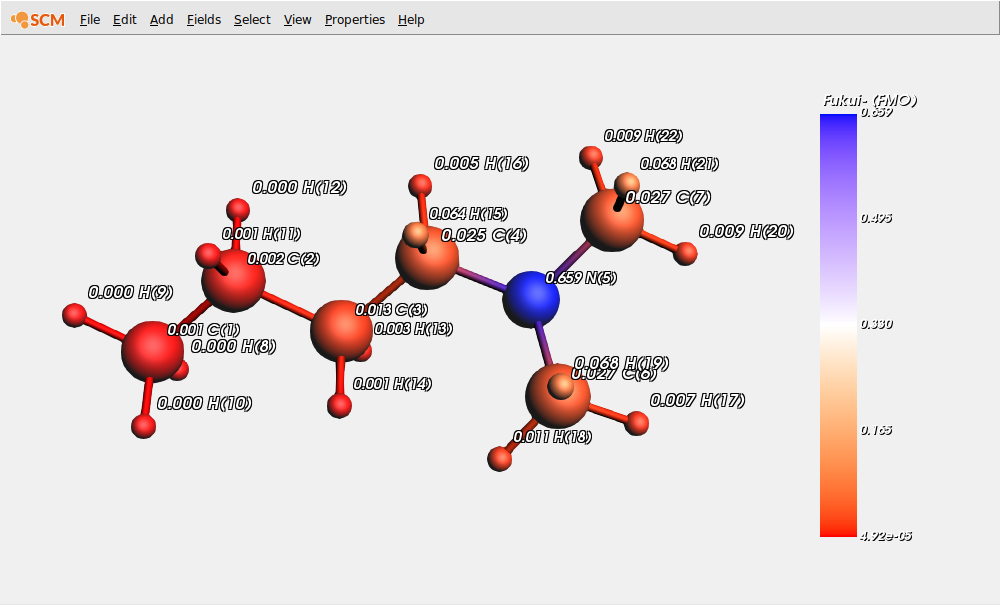 SCM File Edit Add Fields Select View Properties Help
Fukui- (FMO)
0.659
0.009 H(22)
0.068 H(21)
0.005 H(16)
0.000 H(12)
0.027 C(7)
0.064 H(15)
0.495
0.001 H(11)
0.025 C(4)
0.009 H(20)
0.002 C(2)
0.659 N(5)
0.000 H(9)
0.013 C(3)
0.330
0.001 C(1)
0.003 H(13)
0.000 H(8)
0.068 H(19)
0.027 C(6)
0.001 H(14)
0.000 H(10)
0.007 H(17)
0.165
0.011 H(18)
4.92e-05